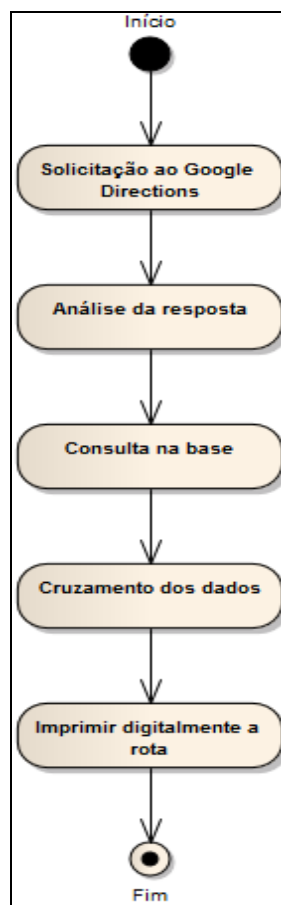 Início
Solicitação ao Google
Directions
Análise da resposta
Consulta na base
Cruzamento dos dados
Imprimir digitalmente a
rota
Fim